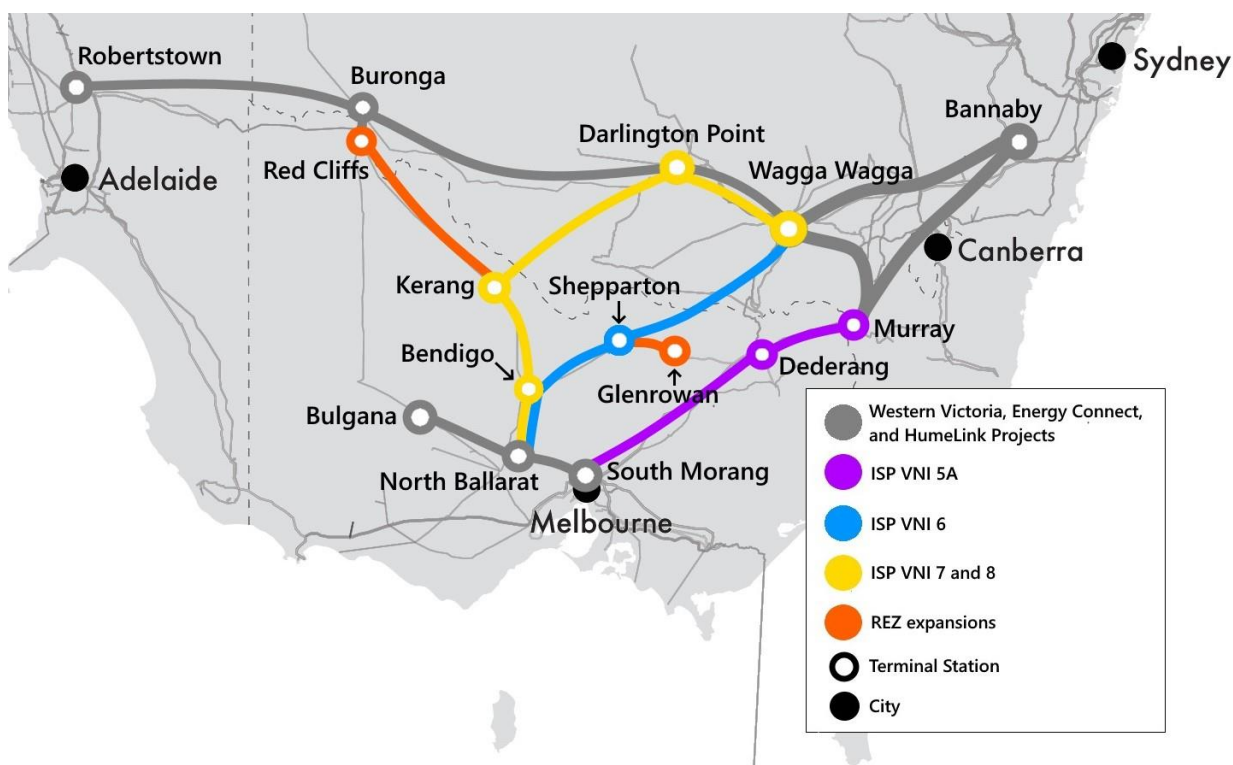 Robertstown
Buronga
Sydney
Bannaby
Darlington Point
Wagga Wagga
Red Cliffs
Adelaide
Canberra
Kerang
Shepparton
Murray
Bendigo
Dederang
Glenrowan
Bulgana
North Ballarat
South Morang
Melbourne
Western Victoria, Energy Connect,
and HumeLink Projects
ISP VNI 5A
ISP VNI 6
ISP VNI 7 and 8
REZ expansions
Terminal Station
City